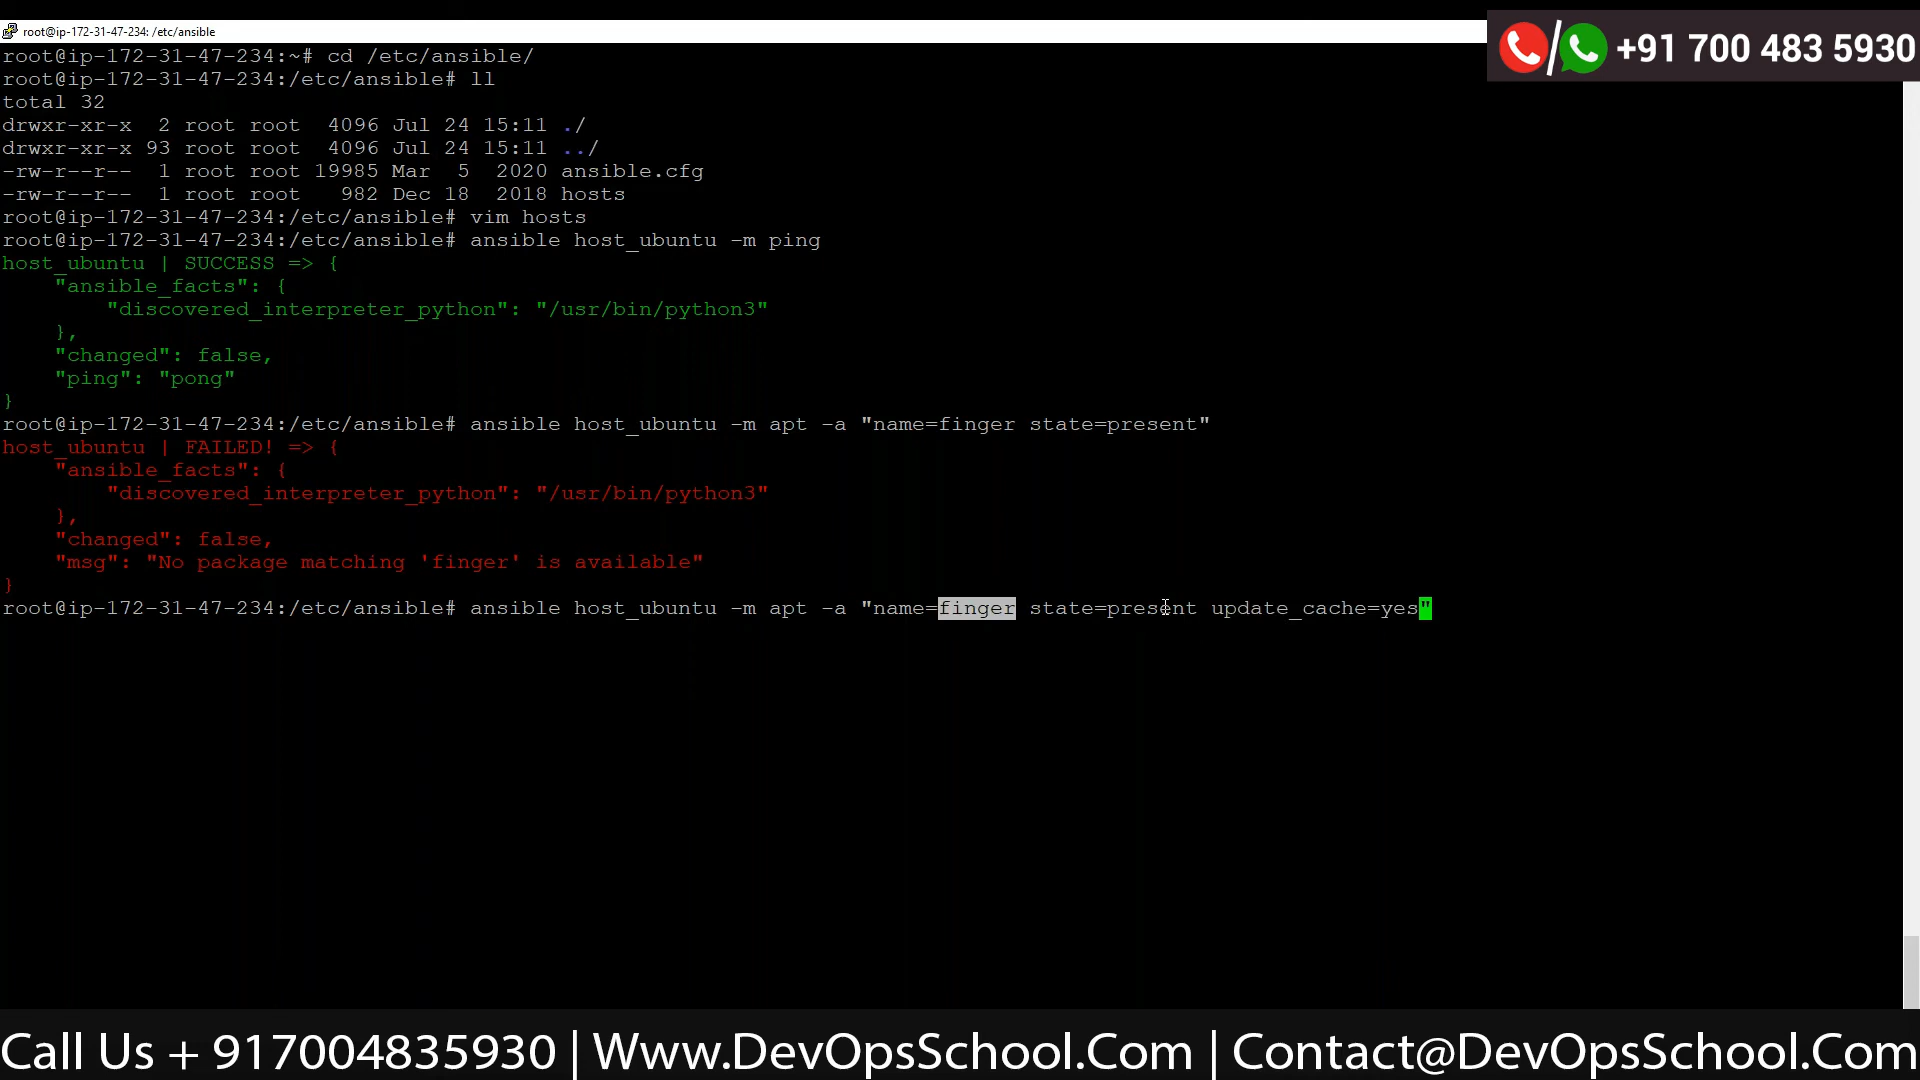 root@ip-172-31-47-234: /etc/ansible
+91 700 483 5930
root@ip-172-31-47-234:~# cd /etc/ansible/
root@ip-172-31-47-234:/etc/ansible# ll
total 32
drwxr-xr-x  2 root root  4096 Jul 24 15:11 ./
drwxr-xr-x 93 root root  4096 Jul 24 15:11 ../
-rw-r--r--  1 root root 19985 Mar  5  2020 ansible.cfg
-rw-r--r--  1 root root   982 Dec 18  2018 hosts
root@ip-172-31-47-234:/etc/ansible# vim hosts
root@ip-172-31-47-234:/etc/ansible# ansible host_ubuntu -m ping
host_ubuntu | SUCCESS => {
    "ansible_facts": {
        "discovered_interpreter_python": "/usr/bin/python3"
    },
    "changed": false,
    "ping": "pong"
}
root@ip-172-31-47-234:/etc/ansible# ansible host_ubuntu -m apt -a "name=finger state=present"
host_ubuntu | FAILED! => {
    "ansible_facts": {
        "discovered_interpreter_python": "/usr/bin/python3"
    },
    "changed": false,
    "msg": "No package matching 'finger' is available"
}
root@ip-172-31-47-234:/etc/ansible# ansible host_ubuntu -m apt -a "name=finger state=present update_cache=yes"
Call Us + 917004835930 | Www.DevOpsSchool.Com | Contact@DevOpsSchool.Com